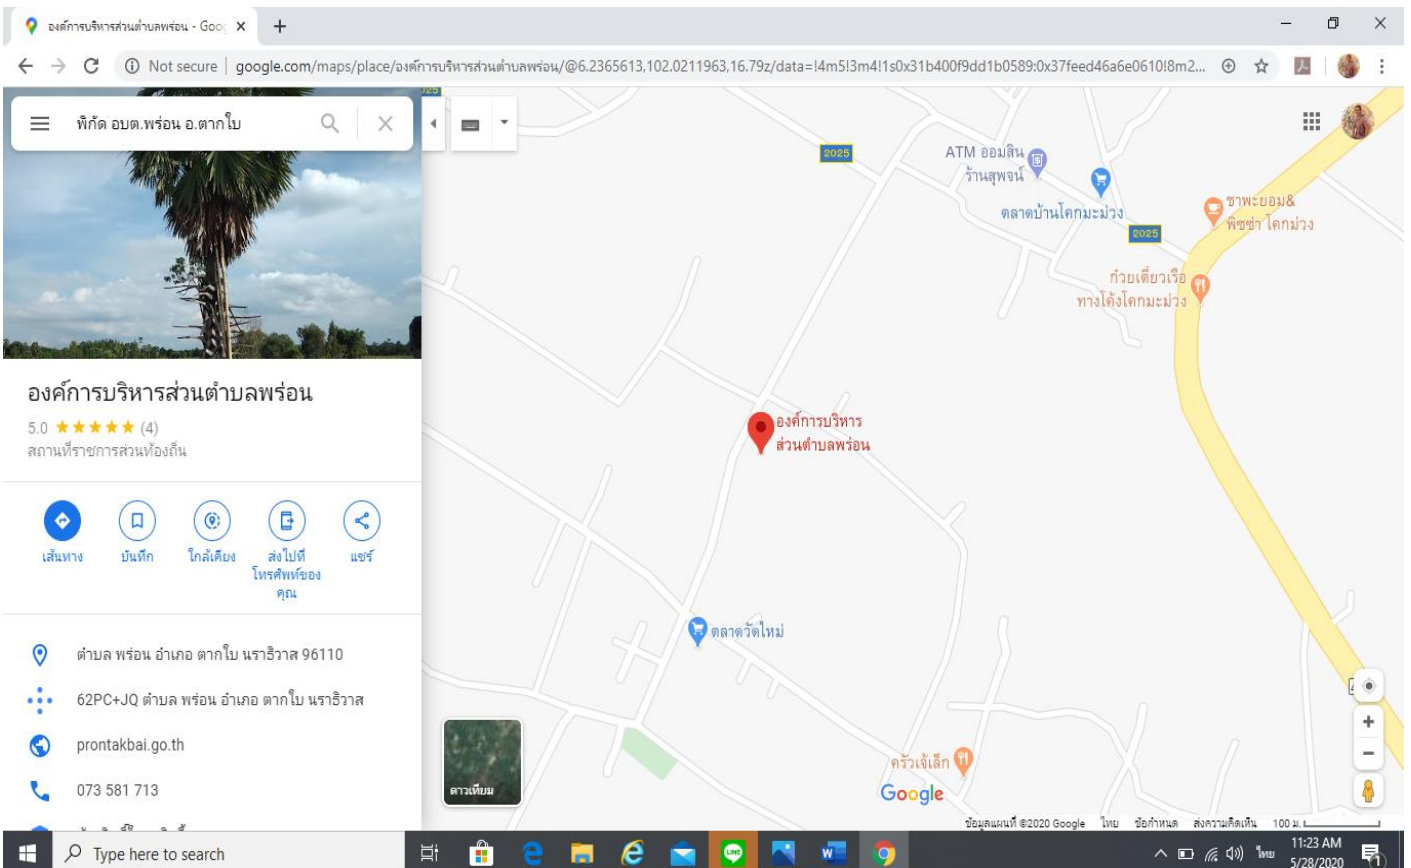 องค์การบริหารส่วนตำบลพร่อน - Goo
Not secure
google.com/maps/place/องค์การบริหารส่วนตำบลพร่อน/@6.2365613,102.0211963,16.79z/data=!4m5!3m4!1s0x31b400f9dd1b0589:0x37feed46a6e0610!8m2...
พิกัด อบต.พร่อน อ.ตากใบ
องค์การบริหารส่วนตำบลพร่อน
5.0 ★★★★★ (4)
สถานที่ราชการส่วนท้องถิ่น
เส้นทาง
บันทึก
ใกล้เคียง
ส่งไปที่
โทรศัพท์ของ
คุณ
แชร์
ตำบล พร่อน อำเภอ ตากใบ นราธิวาส 96110
62PC+JQ ตำบล พร่อน อำเภอ ตากใบ นราธิวาส
prontakbai.go.th
073 581 713
2025
ATM ออมสิน
ร้านสุพจน์
ตลาดบ้านโคกมะม่วง
2025
ชาพะยอม&
พิซซ่า โคกม่วง
ก๋วยเตี๋ยวเรือ
ทางโค้งโคกมะม่วง
องค์การบริหาร
ส่วนตำบลพร่อน
ตลาดวัดใหม่
ครัวเจ้เล็ก
ดาวเทียม
Google
ข้อมูลแผนที่ ©2020 Google
ไทย
ข้อกำหนด
ส่งความคิดเห็น
100 ม.
Type here to search
LINE
ไทย
11:23 AM
5/28/2020